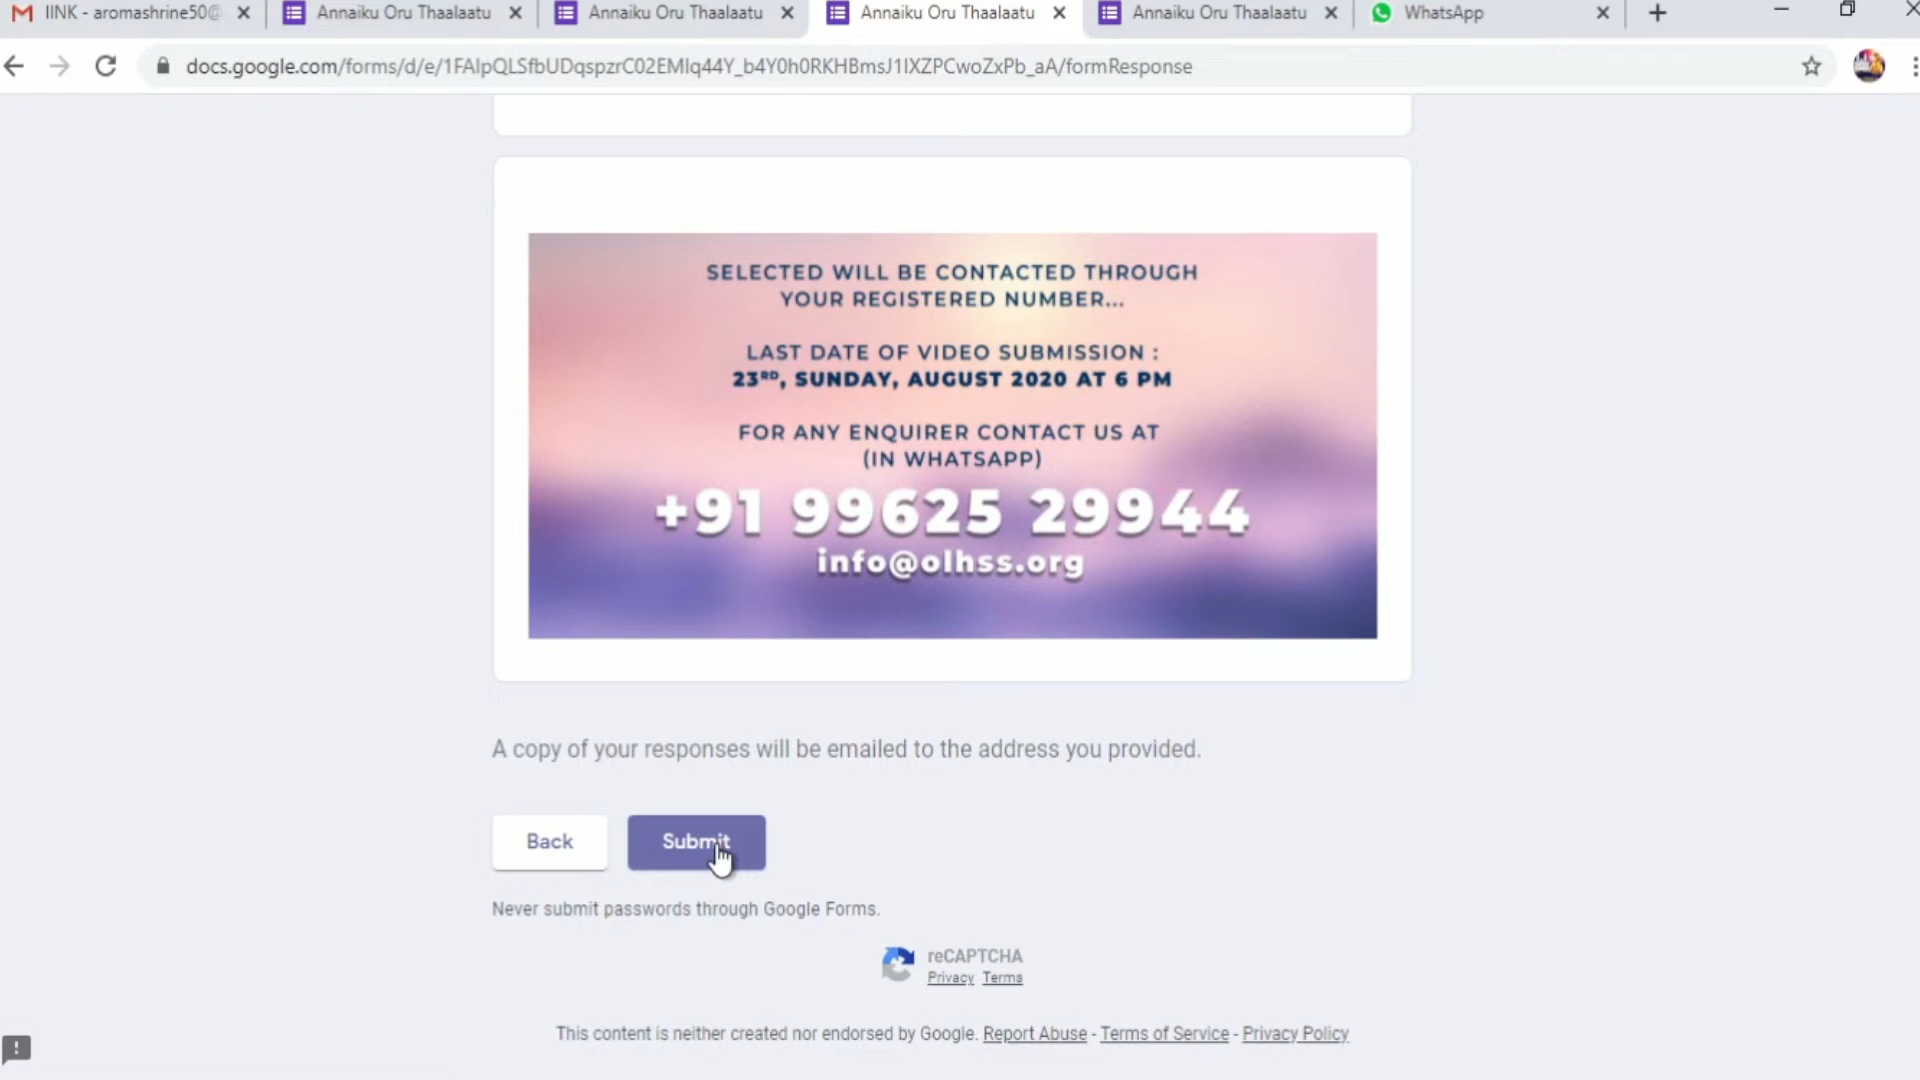 IINK - aromashrine50@
Annaiku Oru Thaalaatu
Annaiku Oru Thaalaatu
Annaiku Oru Thaalaatu
Annaiku Oru Thaalaatu
WhatsApp
docs.google.com/forms/d/e/1FAIpQLSfbUDqspzrC02EMIq44Y_b4Y0h0RKHBmsJ1IXZPCwoZxPb_aA/formResponse
SELECTED WILL BE CONTACTED THROUGH
YOUR REGISTERED NUMBER...
LAST DATE OF VIDEO SUBMISSION :
23RD, SUNDAY, AUGUST 2020 AT 6 PM
FOR ANY ENQUIRER CONTACT US AT
(IN WHATSAPP)
+91 99625 29944
info@olhss.org
A copy of your responses will be emailed to the address you provided.
Back
Submit
Never submit passwords through Google Forms.
reCAPTCHA
Privacy Terms
This content is neither created nor endorsed by Google. Report Abuse - Terms of Service - Privacy Policy